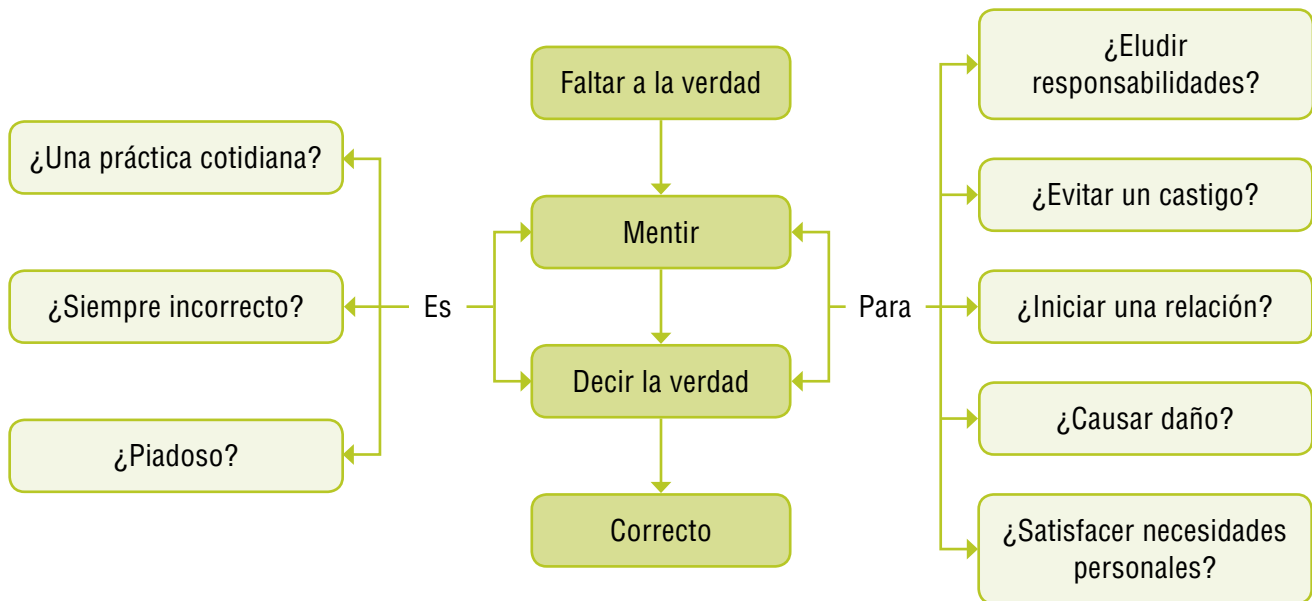 ¿Una práctica cotidiana?
¿Siempre incorrecto?
¿Piadoso?
Es
Faltar a la verdad
Mentir
Decir la verdad
Correcto
Para
¿Eludir
responsabilidades?
¿Evitar un castigo?
¿Iniciar una relación?
¿Causar daño?
¿Satisfacer necesidades
personales?